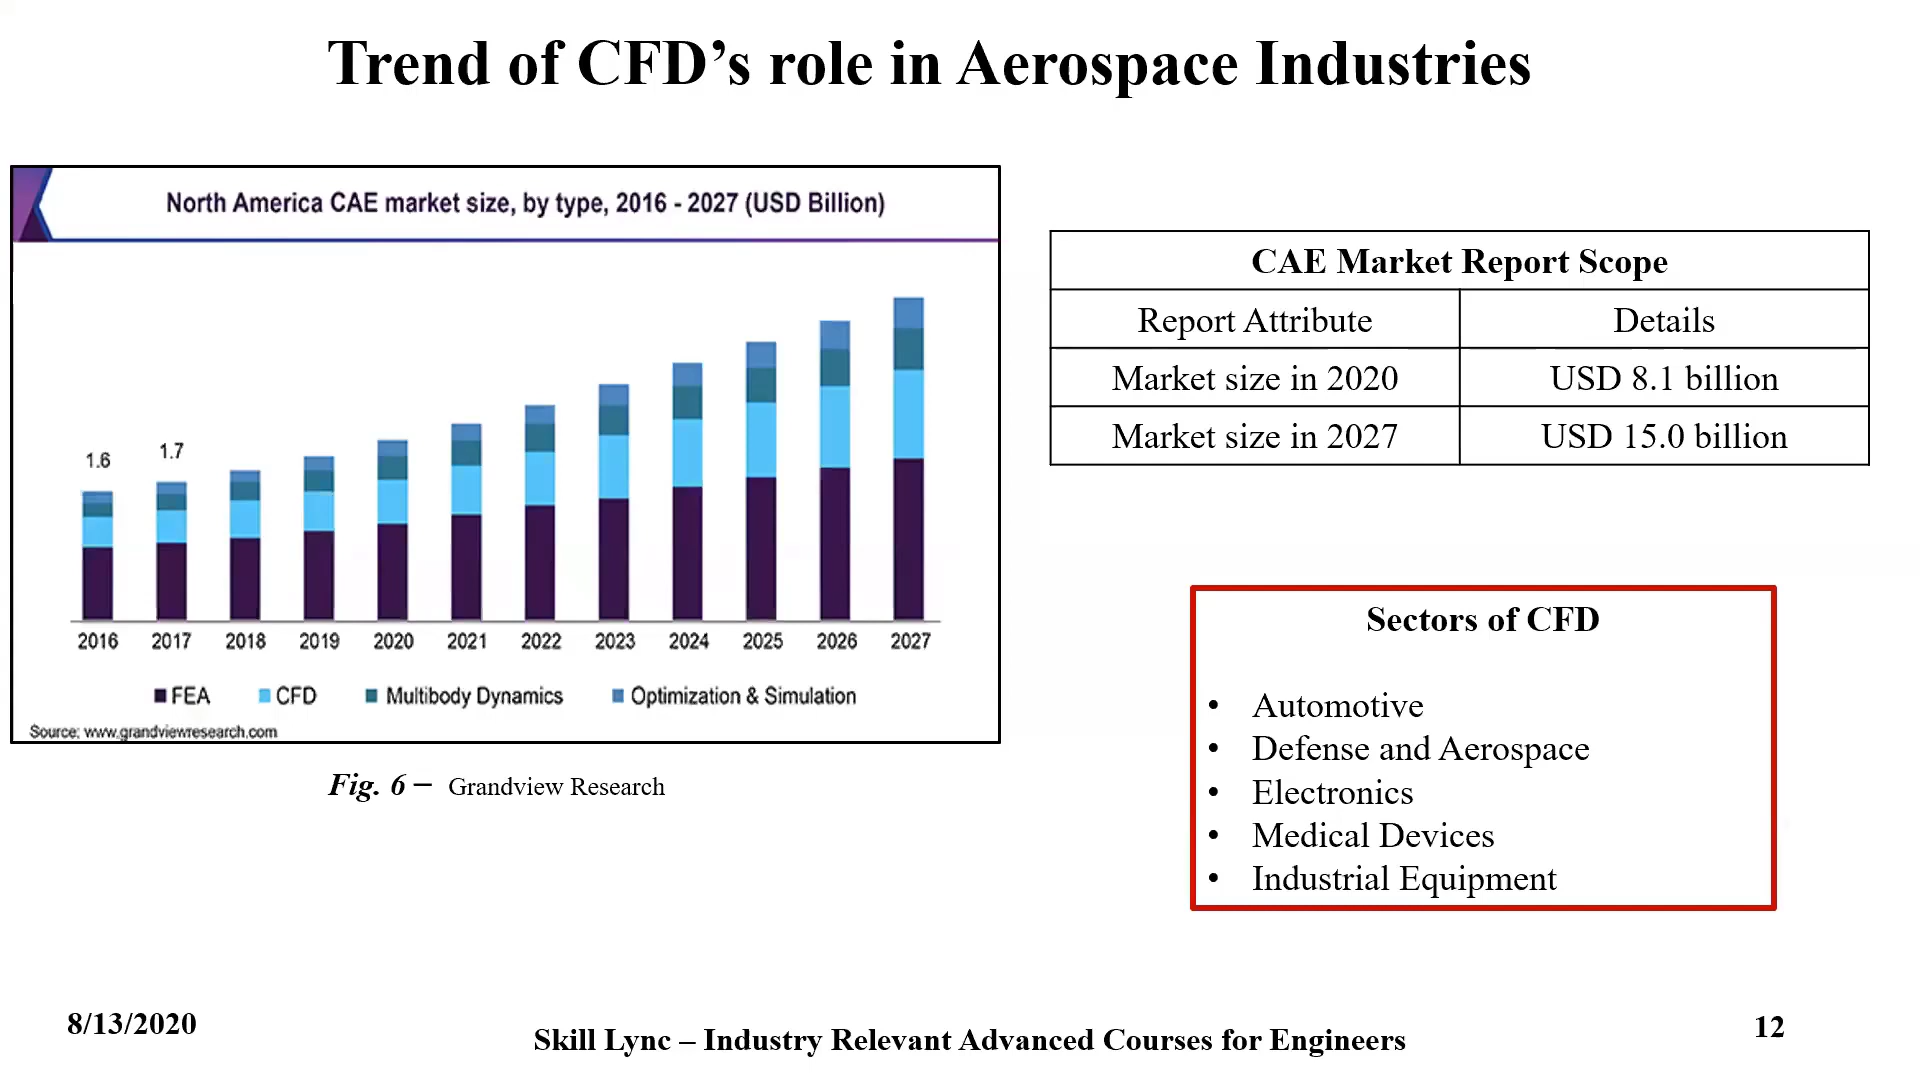 Trend of CFD’s role in Aerospace Industries
North America CAE market size, by type, 2016 - 2027 (USD Billion)
1.6
1.7
2016 2017 2018 2019 2020 2021 2022 2023 2024 2025 2026 2027
FEA CFD Multibody Dynamics Optimization & Simulation
Source: www.grandviewresearch.com
Fig. 6 – Grandview Research
CAE Market Report Scope
Report Attribute Details
Market size in 2020 USD 8.1 billion
Market size in 2027 USD 15.0 billion
Sectors of CFD
• Automotive
• Defense and Aerospace
• Electronics
• Medical Devices
• Industrial Equipment
8/13/2020
Skill Lync – Industry Relevant Advanced Courses for Engineers
12